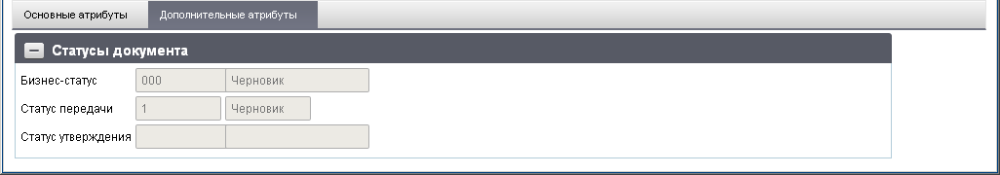 Основные атрибуты Дополнительные атрибуты
Статусы документа
Бизнес-статус 000 Черновик
Статус передачи 1 Черновик
Статус утверждения